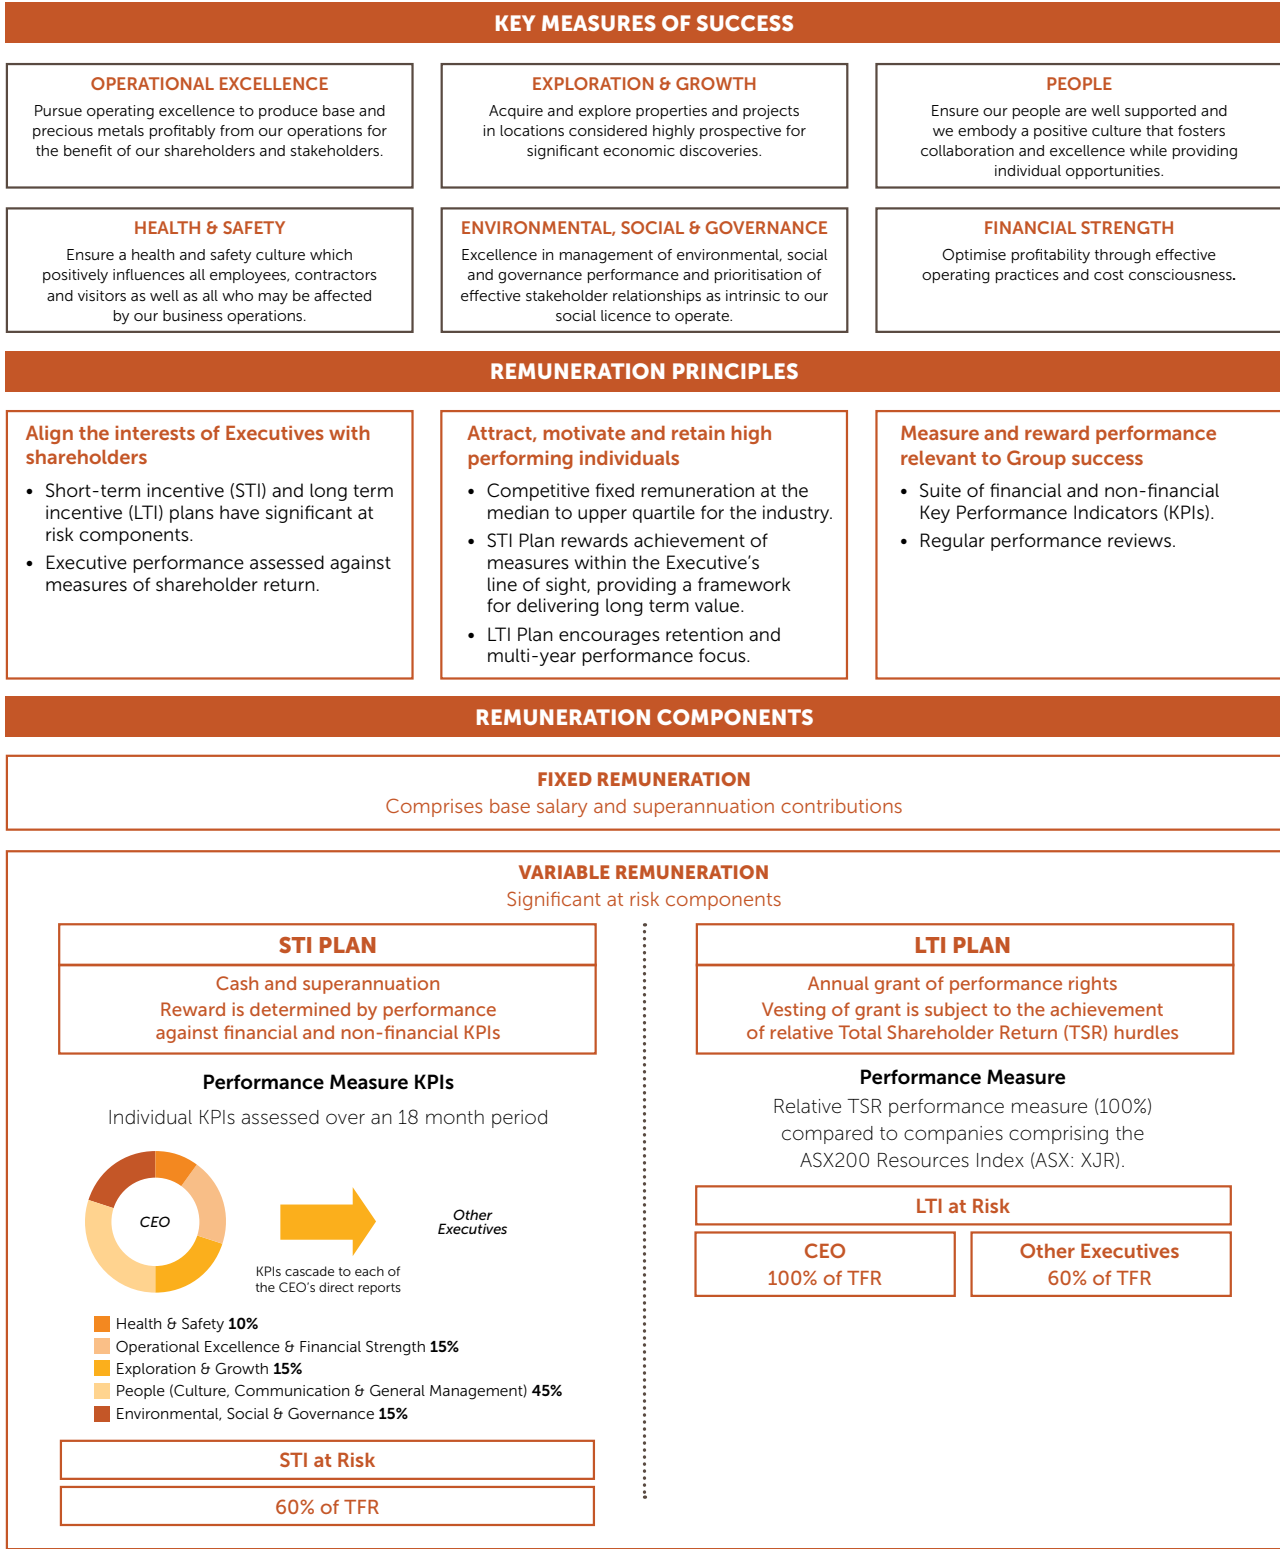 KEY MEASURES OF SUCCESS
OPERATIONAL EXCELLENCE
Pursue operating excellence to produce base and
precious metals profitably from our operations for
the benefit of our shareholders and stakeholders.
EXPLORATION & GROWTH
Acquire and explore properties and projects
in locations considered highly prospective for
significant economic discoveries.
PEOPLE
Ensure our people are well supported and
we embody a positive culture that fosters
collaboration and excellence while providing
individual opportunities.
HEALTH & SAFETY
Ensure a health and safety culture which
positively influences all employees, contractors
and visitors as well as all who may be affected
by our business operations.
ENVIRONMENTAL, SOCIAL & GOVERNANCE
Excellence in management of environmental, social
and governance performance and prioritisation of
effective stakeholder relationships as intrinsic to our
social licence to operate.
FINANCIAL STRENGTH
Optimise profitability through effective
operating practices and cost consciousness.
REMUNERATION PRINCIPLES
Align the interests of Executives with
shareholders
• Short-term incentive (STI) and long term
incentive (LTI) plans have significant at
risk components.
• Executive performance assessed against
measures of shareholder return.
Attract, motivate and retain high
performing individuals
• Competitive fixed remuneration at the
median to upper quartile for the industry.
• STI Plan rewards achievement of
measures within the Executive's
line of sight, providing a framework
for delivering long term value.
• LTI Plan encourages retention and
multi-year performance focus.
Measure and reward performance
relevant to Group success
• Suite of financial and non-financial
Key Performance Indicators (KPIs).
• Regular performance reviews.
REMUNERATION COMPONENTS
FIXED REMUNERATION
Comprises base salary and superannuation contributions
VARIABLE REMUNERATION
Significant at risk components
STI PLAN
Cash and superannuation
Reward is determined by performance
against financial and non-financial KPIs
Performance Measure KPIs
Individual KPIs assessed over an 18 month period
CEO
KPIs cascade to each of
the CEO's direct reports
Other
Executives
Health & Safety 10%
Operational Excellence & Financial Strength 15%
Exploration & Growth 15%
People (Culture, Communication & General Management) 45%
Environmental, Social & Governance 15%
STI at Risk
60% of TFR
LTI PLAN
Annual grant of performance rights
Vesting of grant is subject to the achievement
of relative Total Shareholder Return (TSR) hurdles
Performance Measure
Relative TSR performance measure (100%)
compared to companies comprising the
ASX200 Resources Index (ASX: XJR).
LTI at Risk
CEO
100% of TFR
Other Executives
60% of TFR